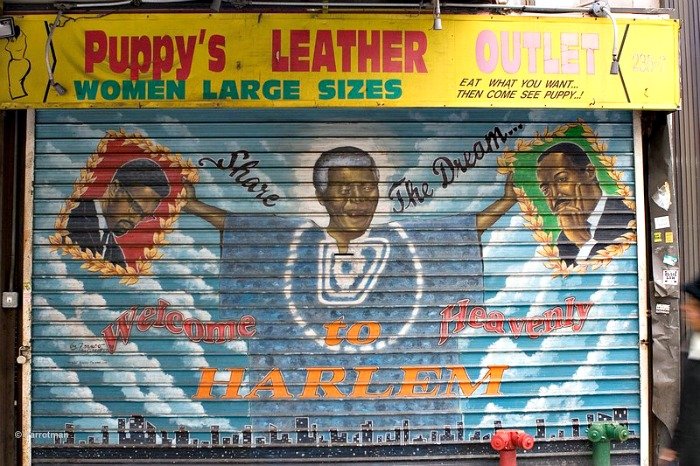 Puppy's LEATHER OUTLET
WOMEN LARGE SIZES
EAT WHAT YOU WANT...
THEN COME SEE PUPPY..!
Share The Dream...
Welcome to Heavenly
HARLEM